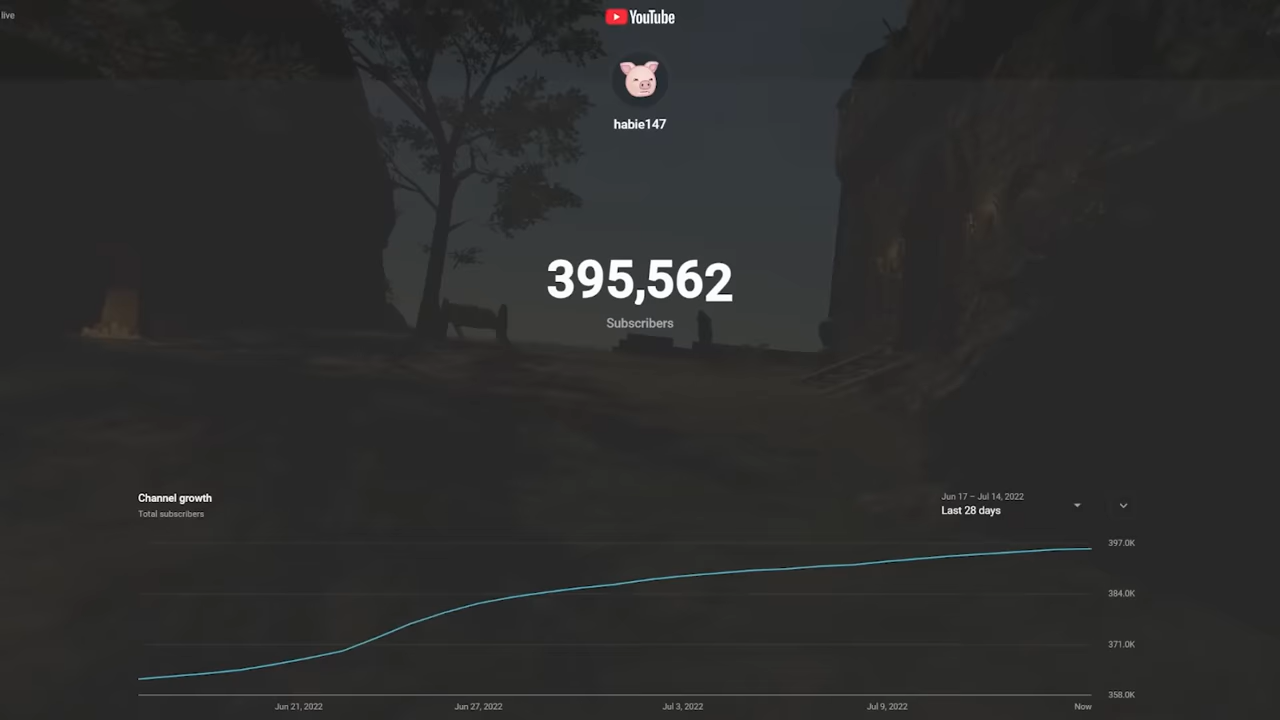 live
YouTube
habie147
395,562
Subscribers
Channel growth
Total subscribers
Jun 17 – Jul 14, 2022
Last 28 days
397.0K
384.0K
371.0K
358.0K
Jun 21, 2022
Jun 27, 2022
Jul 3, 2022
Jul 9, 2022
Now